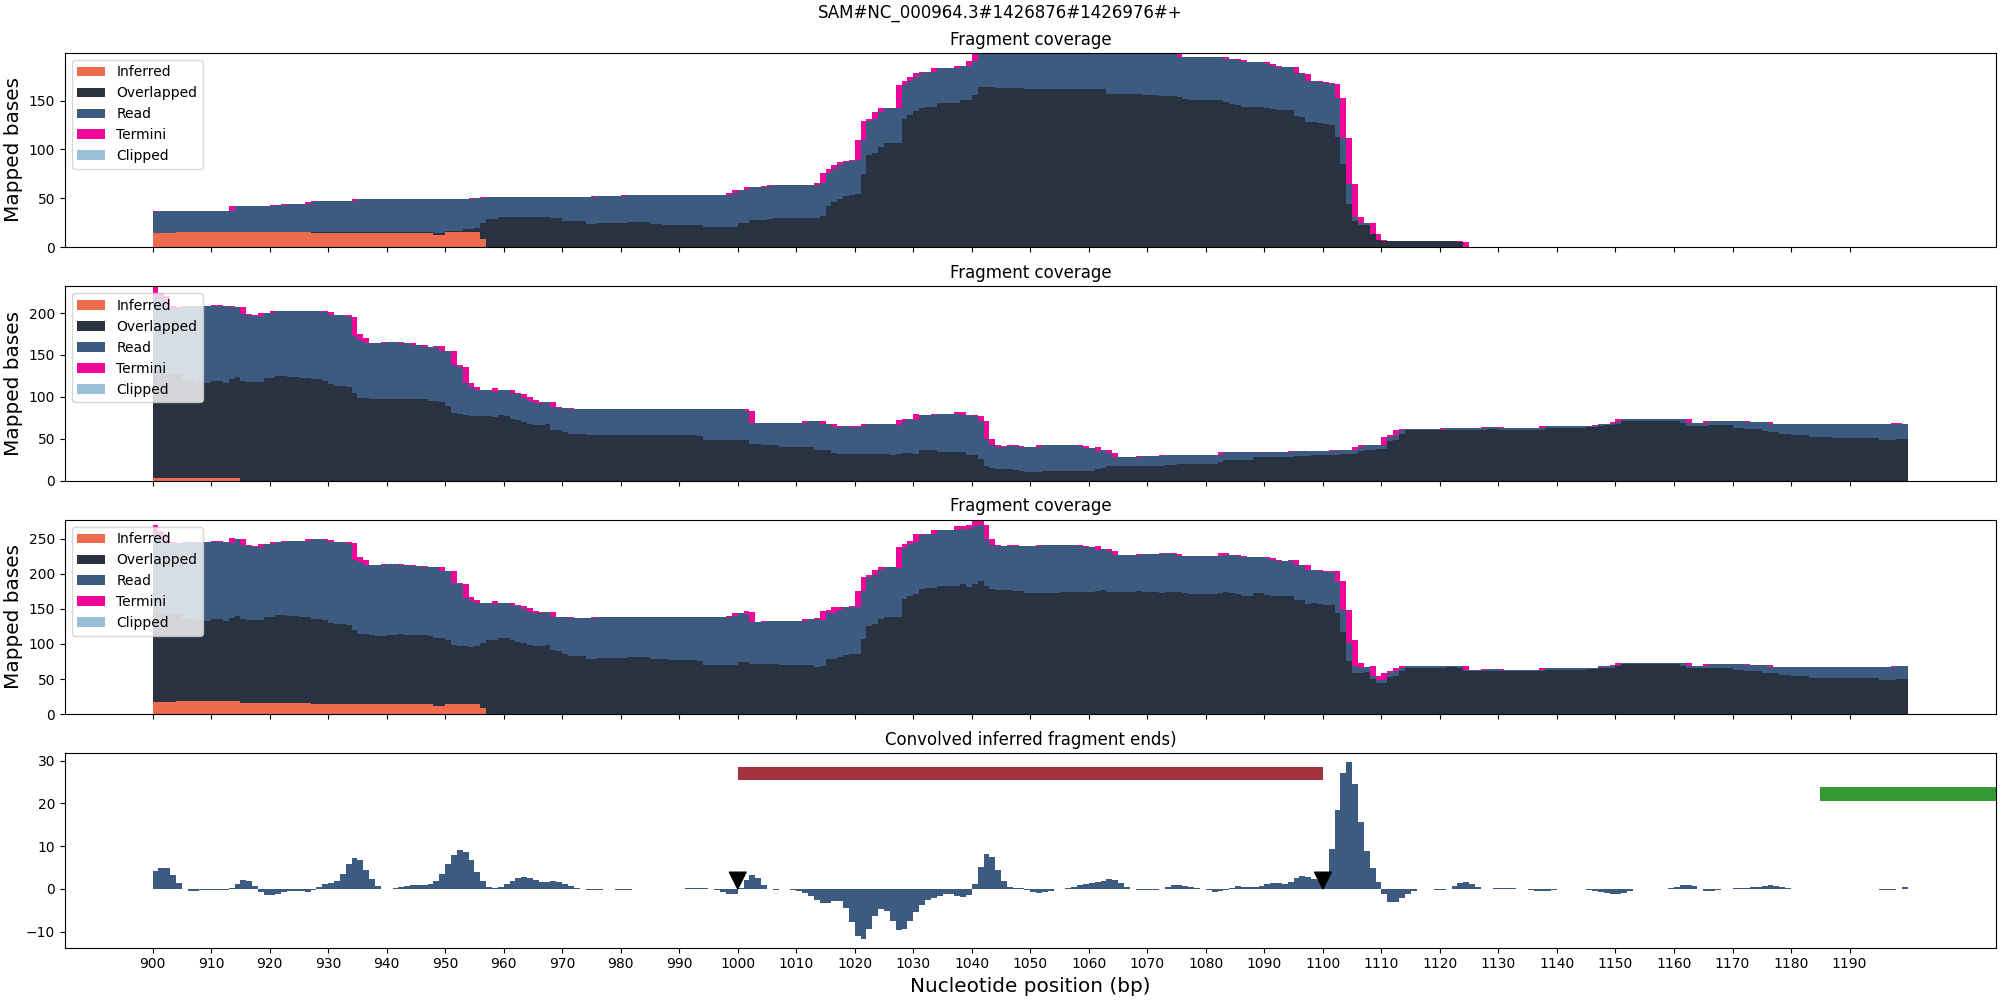 SAM#NC_000964.3#1426876#1426976#+
Fragment coverage
Mapped bases
150
100
50
0
Inferred
Overlapped
Read
Termini
Clipped
Fragment coverage
Mapped bases
200
150
100
50
0
Inferred
Overlapped
Read
Termini
Clipped
Fragment coverage
Mapped bases
250
200
150
100
50
0
Inferred
Overlapped
Read
Termini
Clipped
Convolved inferred fragment ends)
30
20
10
0
−10
900 910 920 930 940 950 960 970 980 990 1000 1010 1020 1030 1040 1050 1060 1070 1080 1090 1100 1110 1120 1130 1140 1150 1160 1170 1180 1190
Nucleotide position (bp)